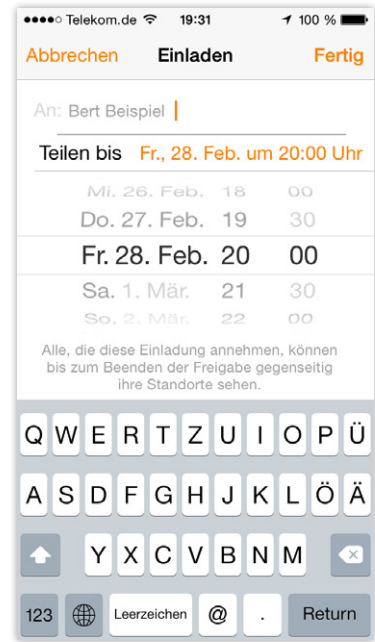 Telekom.de 19:31 100 %
Abbrechen Einladen Fertig
An: Bert Beispiel
Teilen bis Fr., 28. Feb. um 20:00 Uhr
Mi. 26. Feb. 18 00
Do. 27. Feb. 19 30
Fr. 28. Feb. 20 00
Sa. 1. Mär. 21 30
So. 2. Mär. 22 00
Alle, die diese Einladung annehmen, können
bis zum Beenden der Freigabe gegenseitig
ihre Standorte sehen.
Q W E R T Z U I O P Ü
A S D F G H J K L Ö Ä
Y X C V B N M
123 Leerzeichen @ . Return